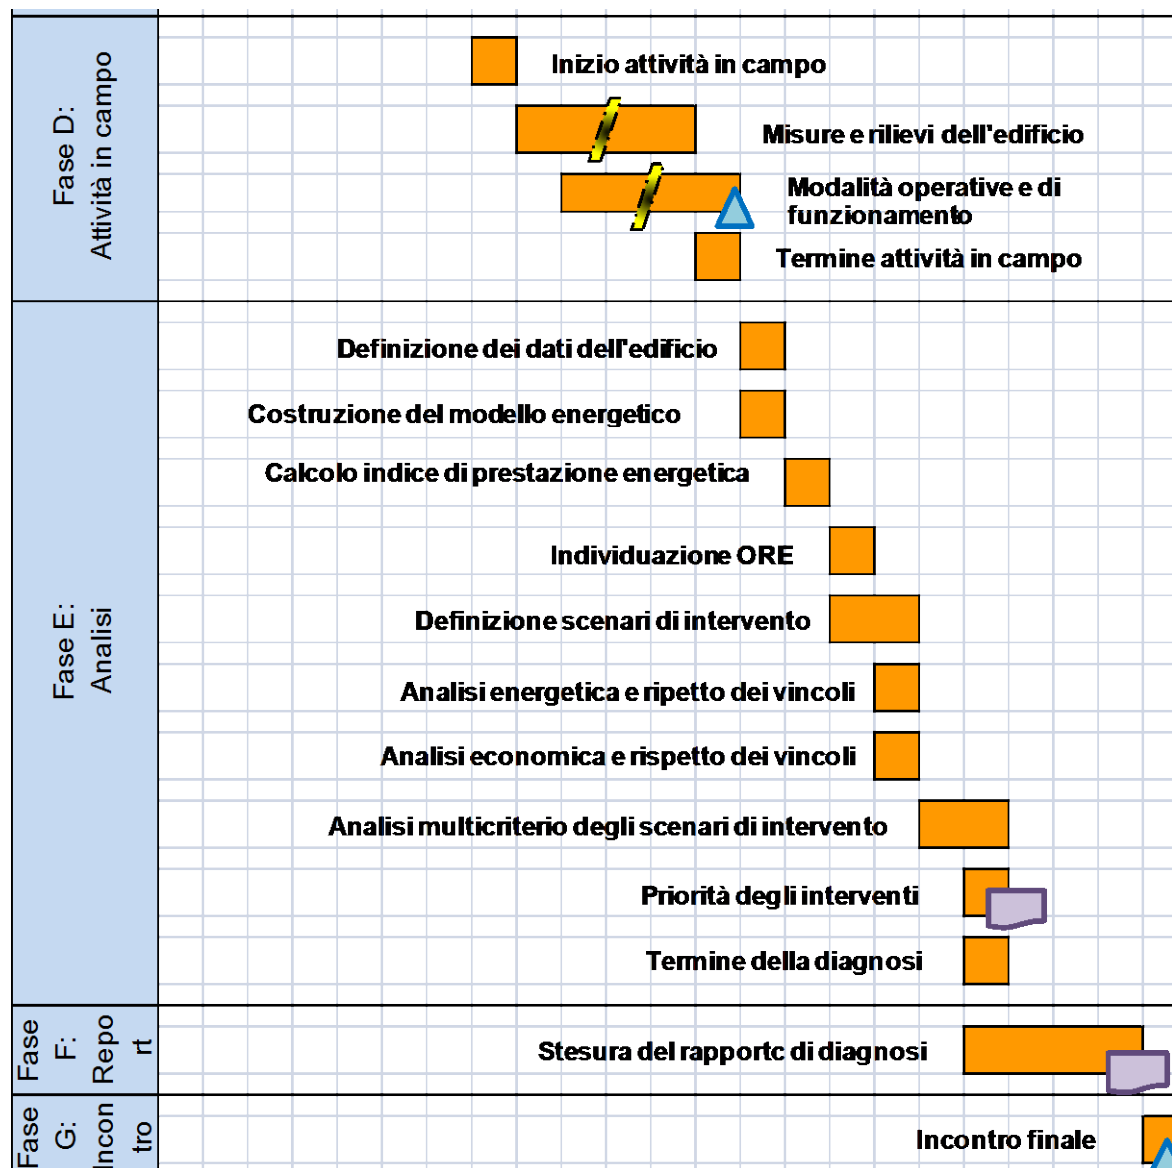 Fase D:
Attività in campo
Inizio attività in campo
Misure e rilievi dell'edificio
Modalità operative e di
funzionamento
Termine attività in campo
Fase E:
Analisi
Definizione dei dati dell'edificio
Costruzione del modello energetico
Calcolo indice di prestazione energetica
Individuazione ORE
Definizione scenari di intervento
Analisi energetica e ripetto dei vincoli
Analisi economica e rispetto dei vincoli
Analisi multicriterio degli scenari di intervento
Priorità degli interventi
Termine della diagnosi
Fase
F:
Repo
rt
Stesura del rapportc di diagnosi
Fase
G:
Incon
tro
Incontro finale